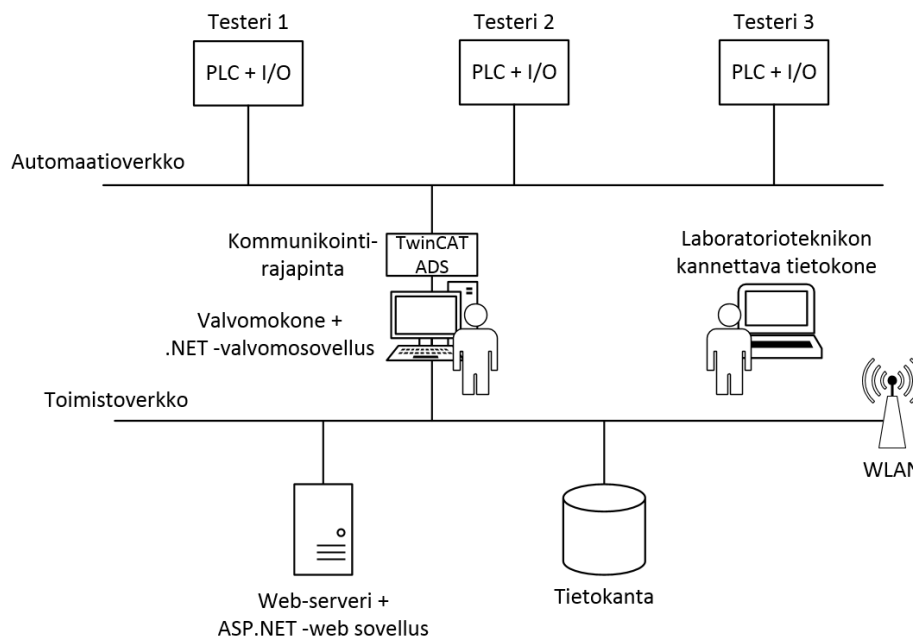 Testeri 1
Testeri 2
Testeri 3
PLC + I/O
PLC + I/O
PLC + I/O
Automaatioverkko
Kommunikointi-
rajapinta
TwinCAT
ADS
Laboratorioteknikon
kannettava tietokone
Valvomokone +
.NET -valvomosovellus
Toimistoverkko
WLAN
Web-serveri +
ASP.NET -web sovellus
Tietokanta